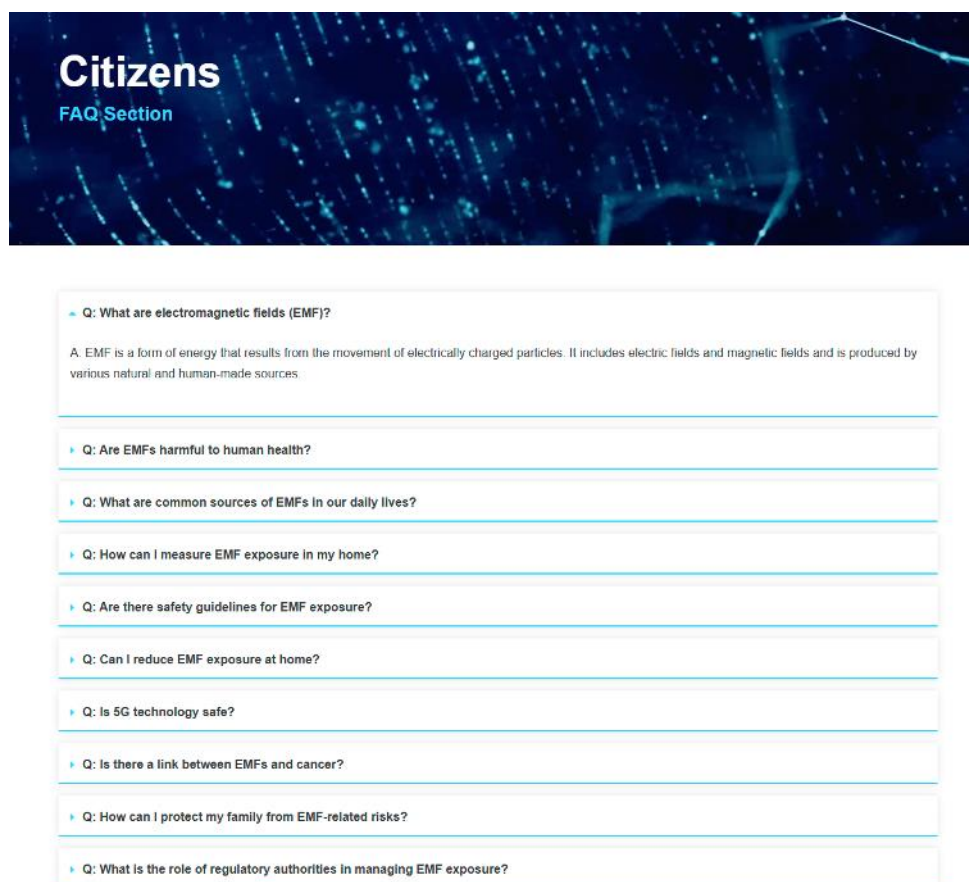 Citizens
FAQ Section
Q: What are electromagnetic fields (EMF)?
A. EMF is a form of energy that results from the movement of electrically charged particles. It includes electric fields and magnetic fields and is produced by
various natural and human-made sources.
Q: Are EMFs harmful to human health?
Q: What are common sources of EMFs in our daily lives?
Q: How can I measure EMF exposure in my home?
Q: Are there safety guidelines for EMF exposure?
Q: Can I reduce EMF exposure at home?
Q: Is 5G technology safe?
Q: Is there a link between EMFs and cancer?
Q: How can I protect my family from EMF-related risks?
Q: What is the role of regulatory authorities in managing EMF exposure?